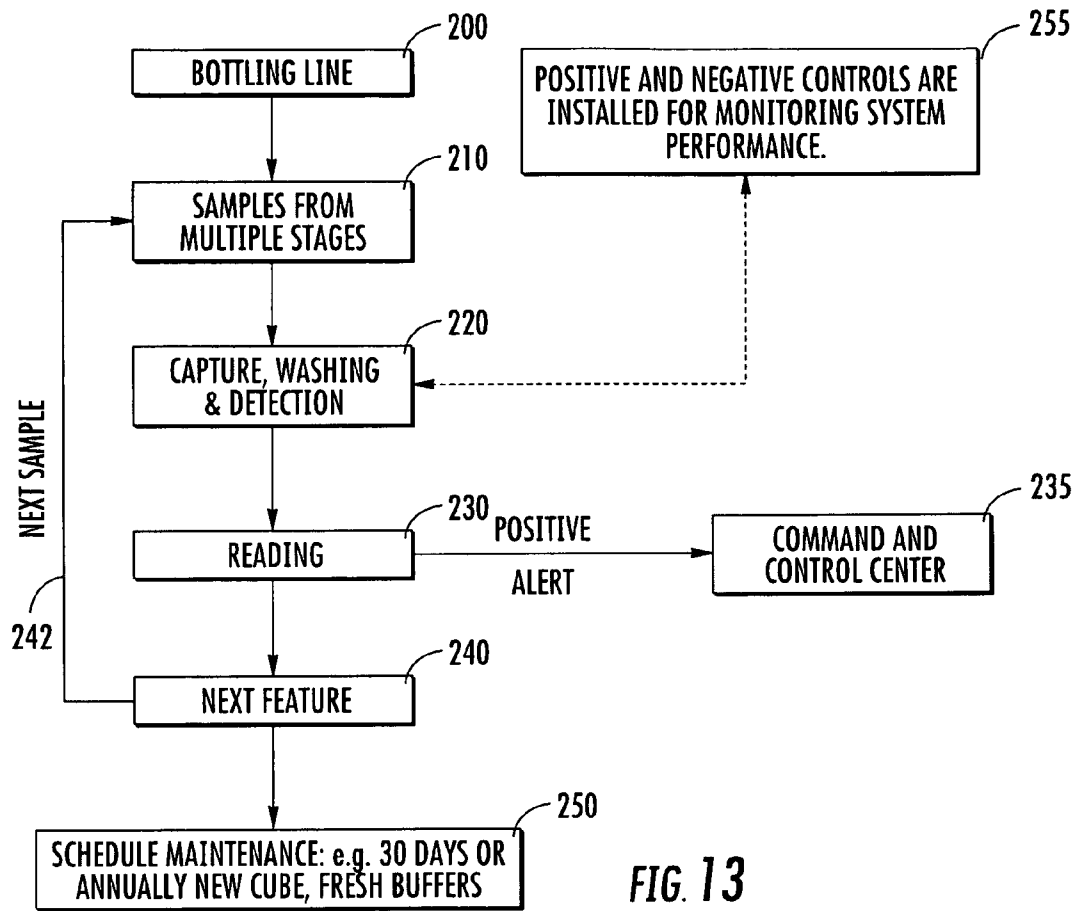 200
BOTTLING LINE
255
POSITIVE AND NEGATIVE CONTROLS ARE
INSTALLED FOR MONITORING SYSTEM
PERFORMANCE.
210
SAMPLES FROM
MULTIPLE STAGES
220
CAPTURE, WASHING
& DETECTION
NEXT SAMPLE
230
READING
POSITIVE
ALERT
235
COMMAND AND
CONTROL CENTER
242
240
NEXT FEATURE
250
SCHEDULE MAINTENANCE: e.g. 30 DAYS OR
ANNUALLY NEW CUBE, FRESH BUFFERS
FIG. 13